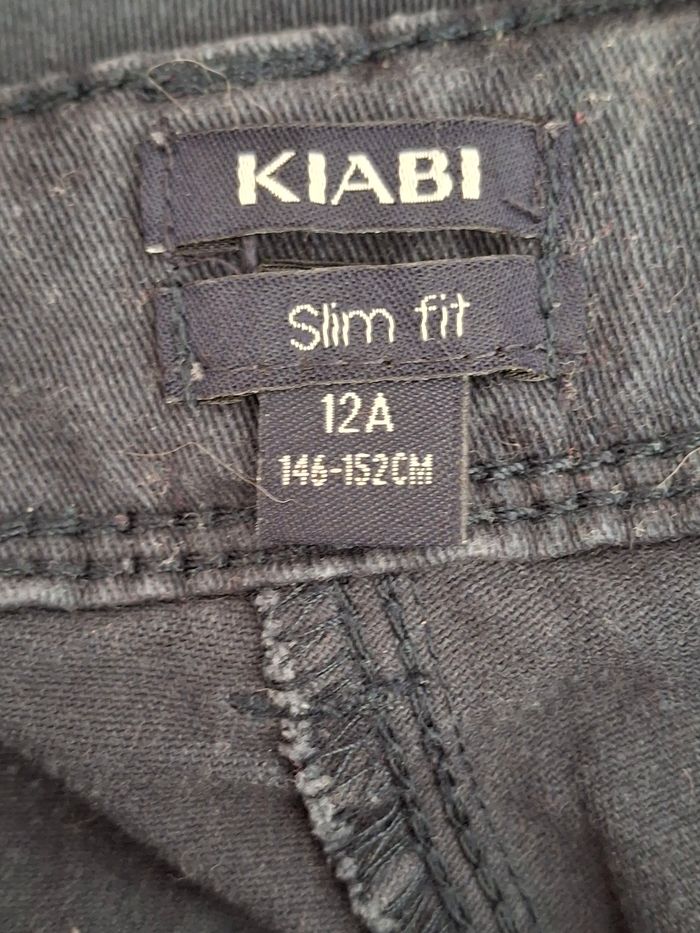 KIABI
Slim fit
12A
146-152CM